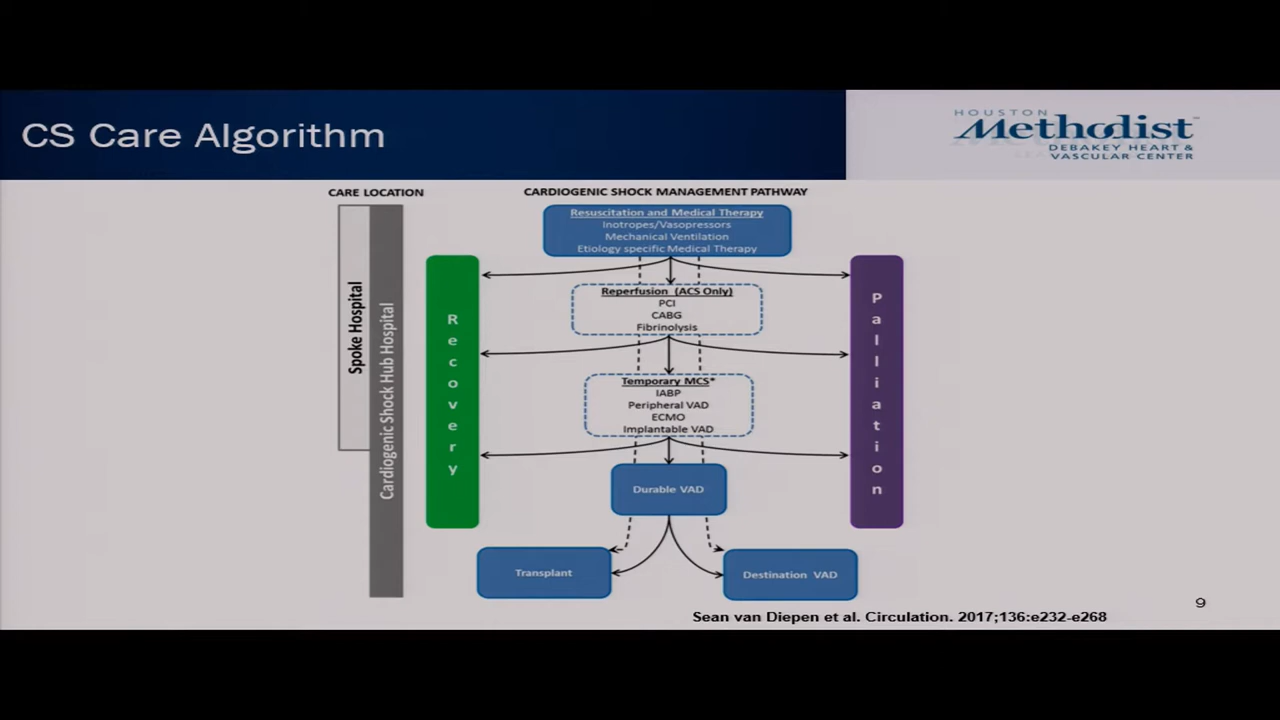 CS Care Algorithm
HOUSTON
Methodist
DEBAKEY HEART &
VASCULAR CENTER
CARE LOCATION
CARDIOGENIC SHOCK MANAGEMENT PATHWAY
Spoke Hospital
Cardiogenic Shock Hub Hospital
Recovery
Resuscitation and Medical Therapy
Inotropes/Vasopressors
Mechanical Ventilation
Etiology specific Medical Therapy
Reperfusion (ACS Only)
PCI
CABG
Fibrinolysis
Temporary MCS*
IABP
Peripheral VAD
ECMO
Implantable VAD
Durable VAD
Transplant
Destination VAD
Palliation
Sean van Diepen et al. Circulation. 2017;136:e232-e268
9